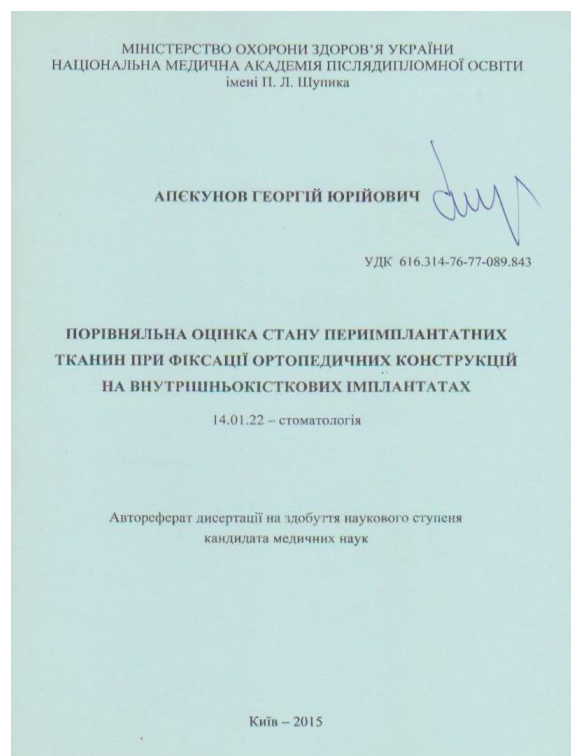 МІНІСТЕРСТВО ОХОРОНИ ЗДОРОВ’Я УКРАЇНИ
НАЦІОНАЛЬНА МЕДИЧНА АКАДЕМІЯ ПІСЛЯДИПЛОМНОЇ ОСВІТИ
імені П. Л. Шупика
АПЄКУНОВ ГЕОРГІЙ ЮРІЙОВИЧ
УДК 616.314-76-77-089.843
ПОРІВНЯЛЬНА ОЦІНКА СТАНУ ПЕРИІМПЛАНТАТНИХ
ТКАНИН ПРИ ФІКСАЦІЇ ОРТОПЕДИЧНИХ КОНСТРУКЦІЙ
НА ВНУТРІШНЬОКІСТКОВИХ ІМПЛАНТАТАХ
14.01.22 – стоматологія
Автореферат дисертації на здобуття наукового ступеня
кандидата медичних наук
Київ – 2015